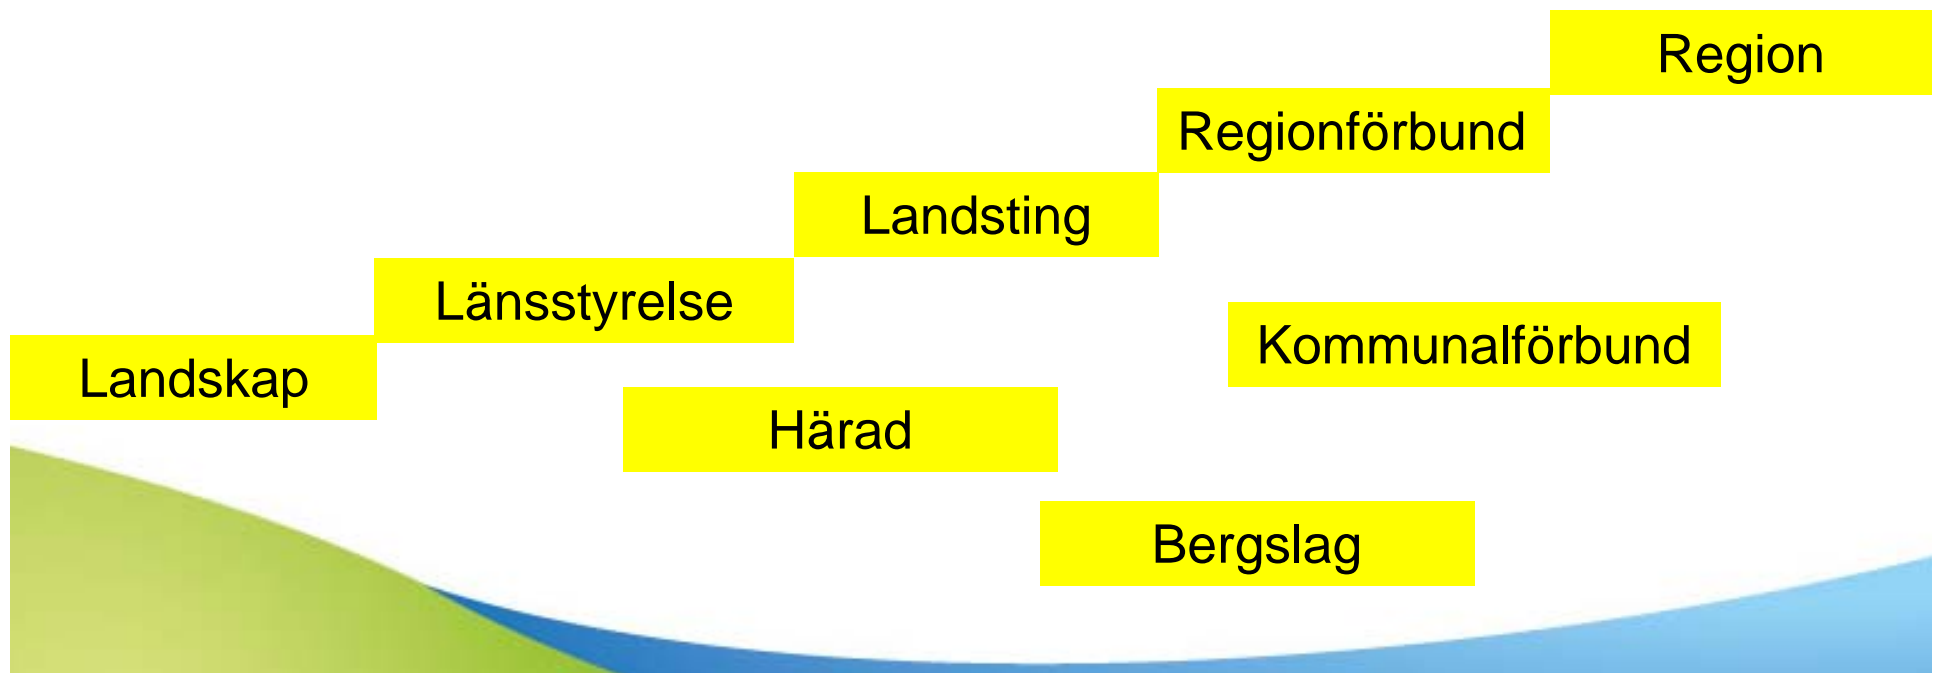 Region
Regionförbund
Landsting
Länsstyrelse
Kommunalförbund
Landskap
Härad
Bergslag